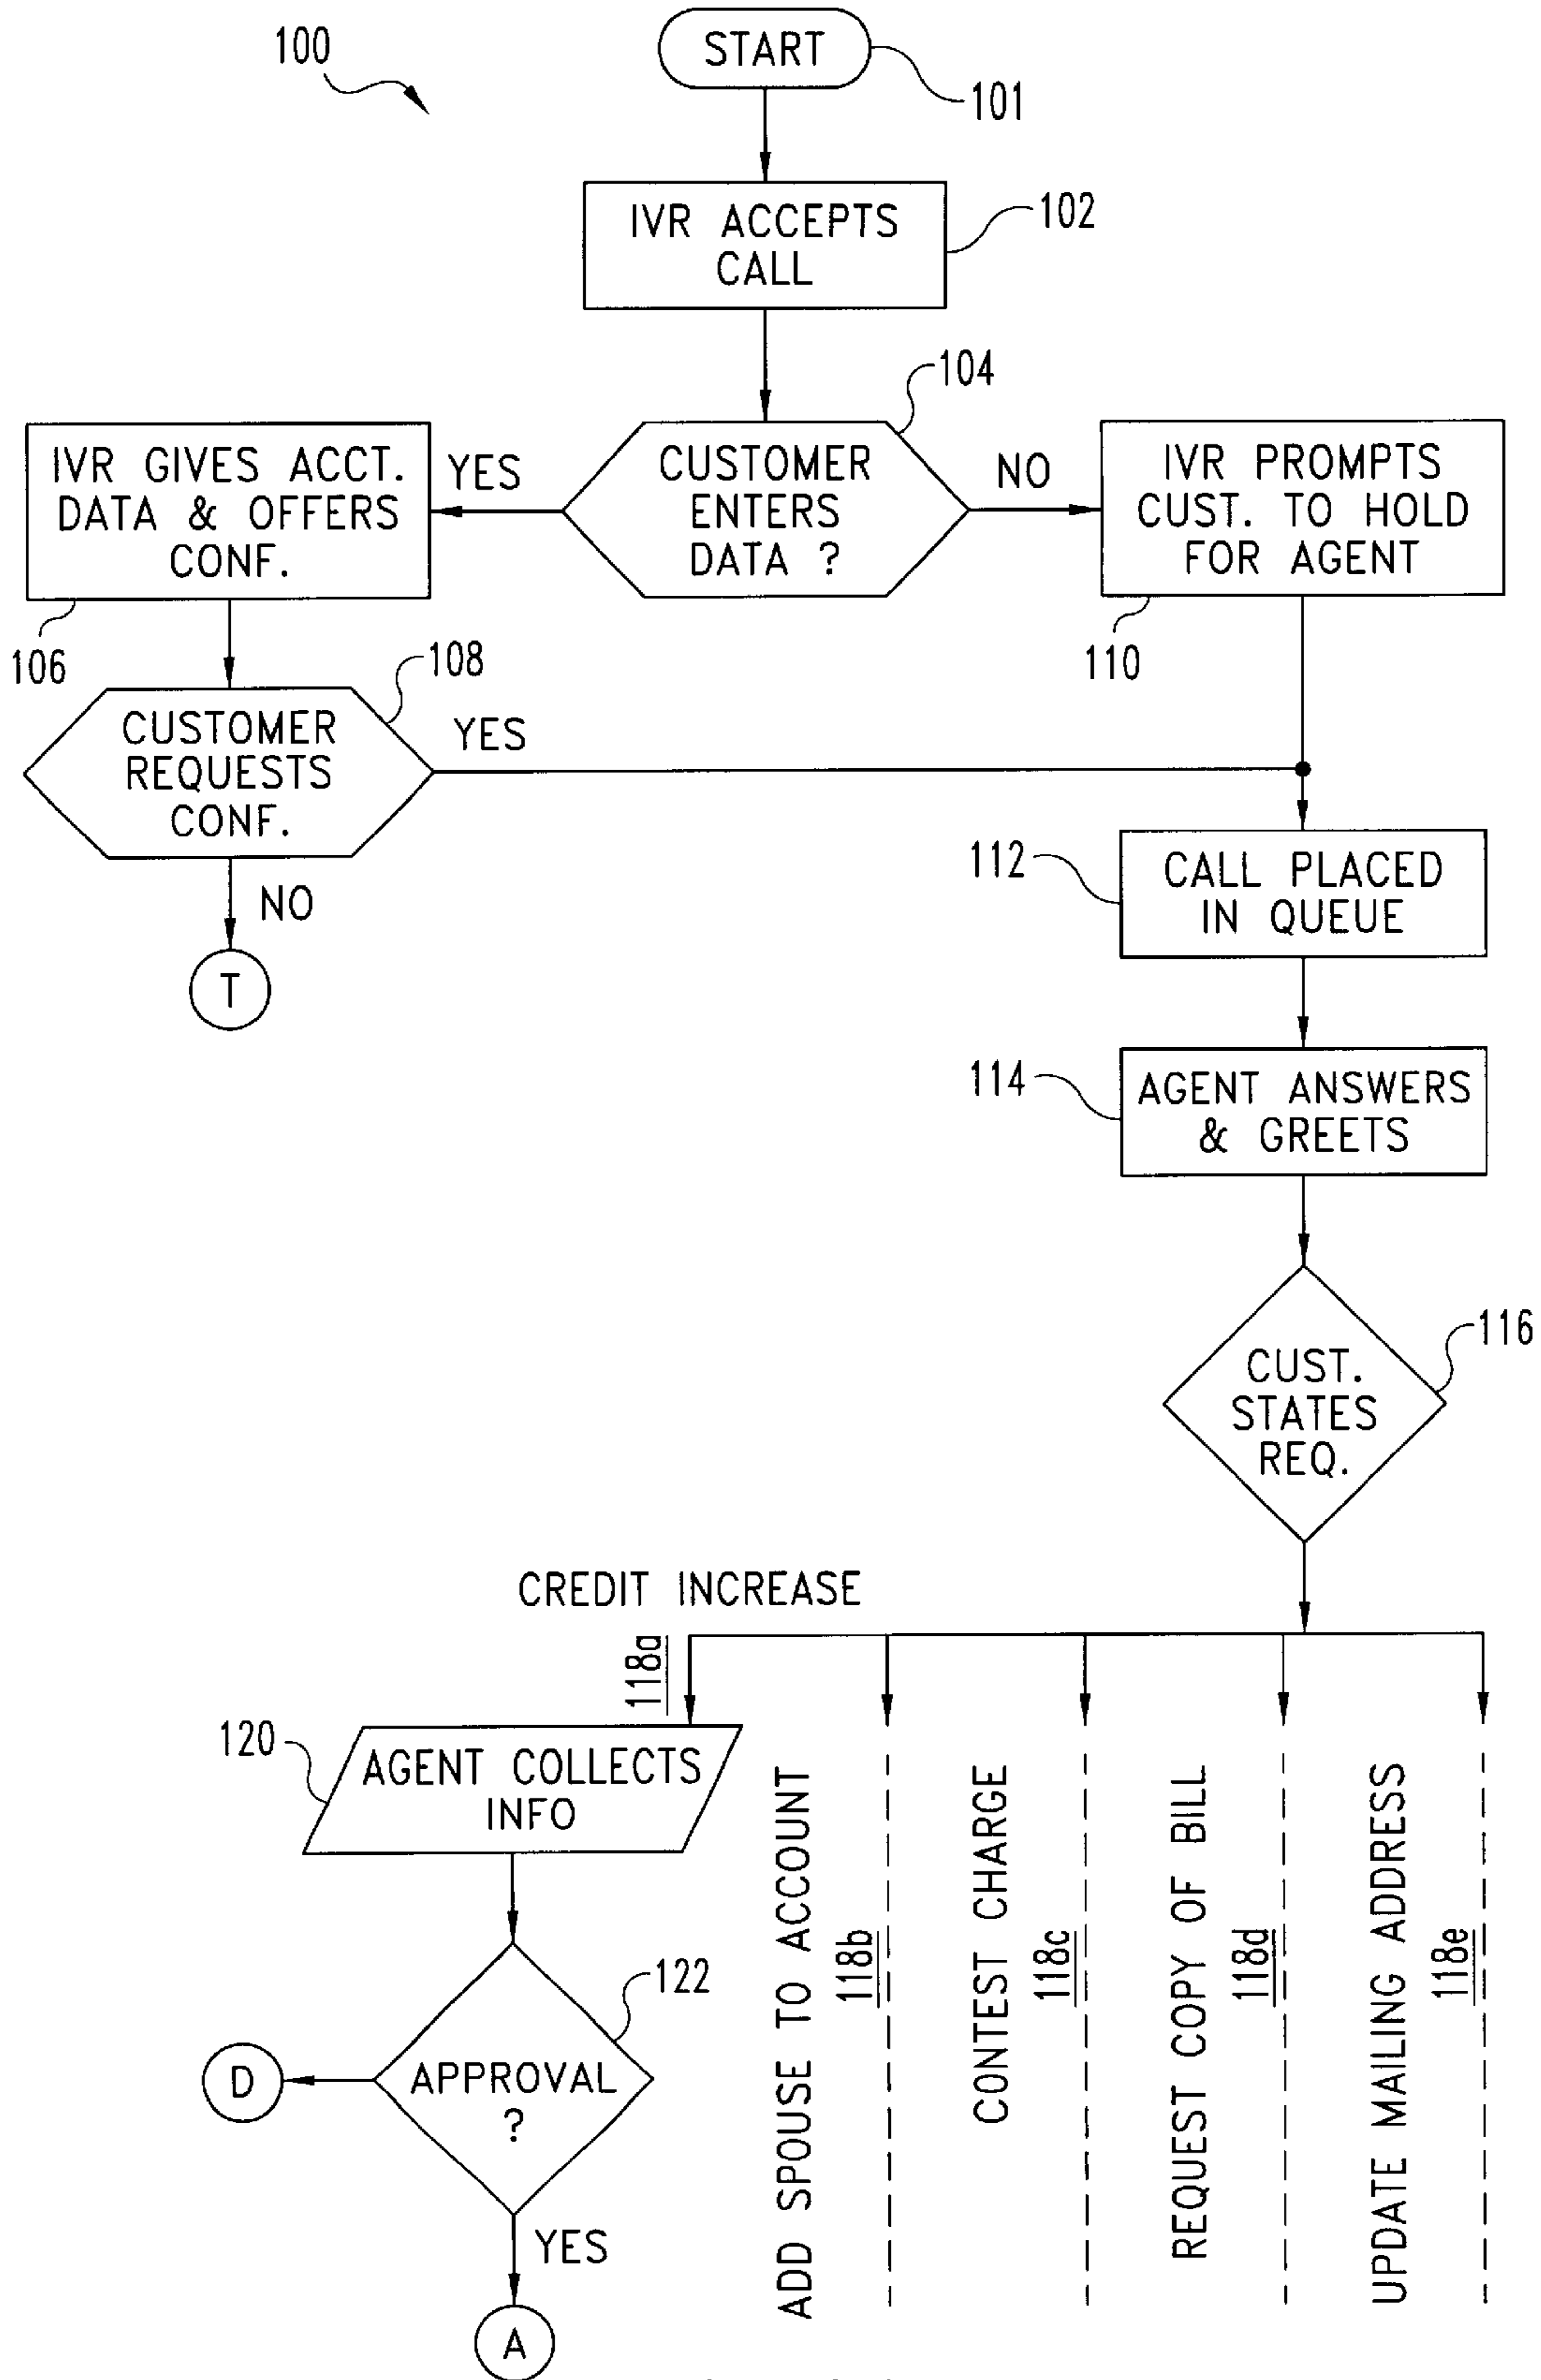 100
START
101
IVR ACCEPTS
CALL
102
104
IVR GIVES ACCT.
DATA & OFFERS
CONF.
YES
CUSTOMER
ENTERS
DATA ?
NO
IVR PROMPTS
CUST. TO HOLD
FOR AGENT
106
108
110
CUSTOMER
REQUESTS
CONF.
YES
NO
T
112
CALL PLACED
IN QUEUE
114
AGENT ANSWERS
& GREETS
116
CUST.
STATES
REQ.
CREDIT INCREASE
118a
120
AGENT COLLECTS
INFO
122
APPROVAL
?
D
YES
A
ADD SPOUSE TO ACCOUNT
118b
CONTEST CHARGE
118c
REQUEST COPY OF BILL
118d
UPDATE MAILING ADDRESS
118e